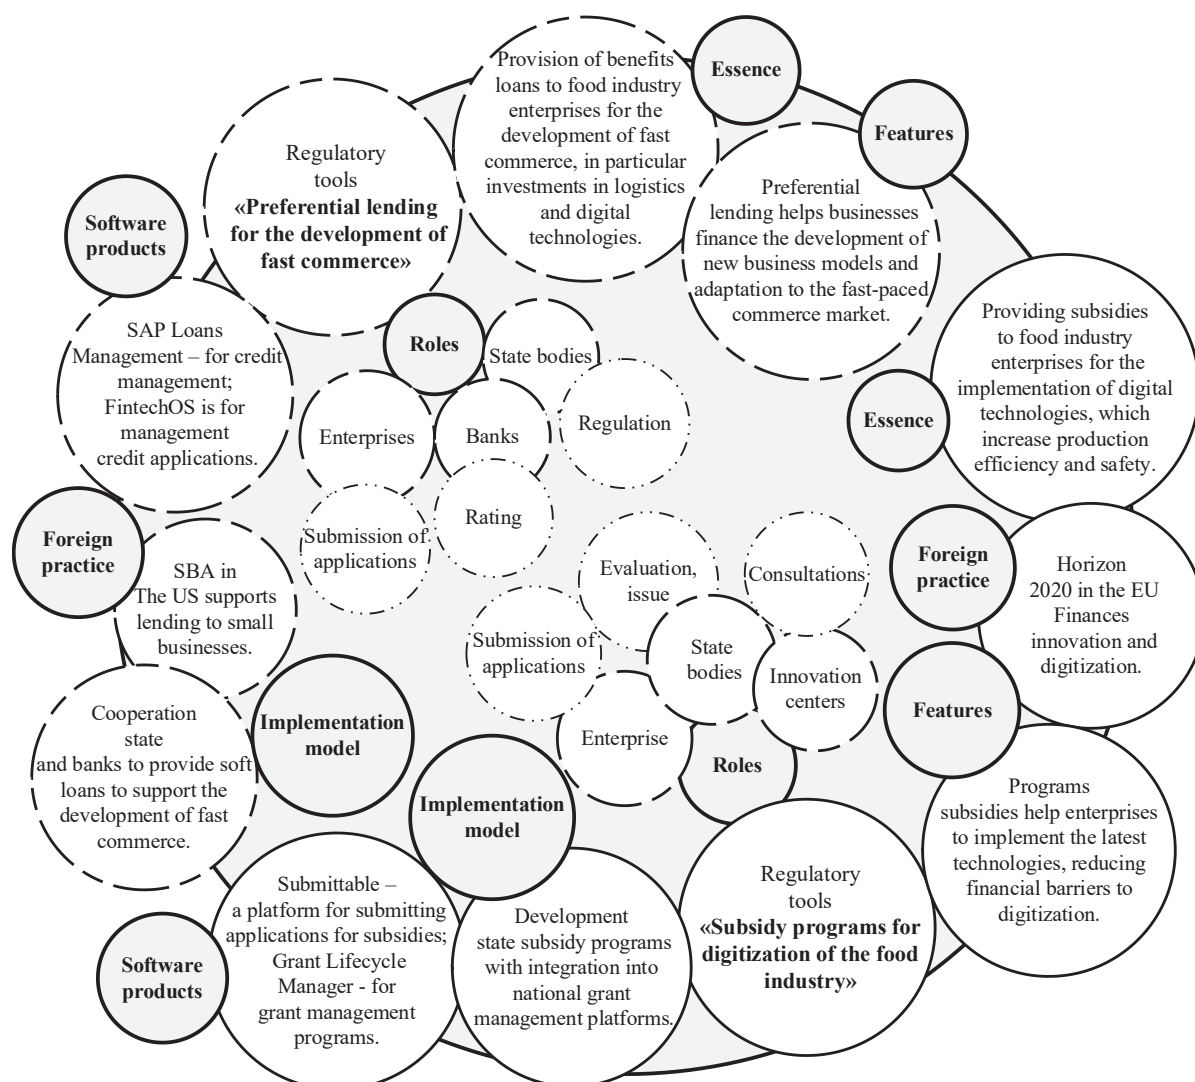 Provision of benefits
loans to food industry
enterprises for the
development of fast
commerce, in particular
investments in logistics
and digital
technologies.
Essence
Features
Regulatory
tools
«Preferential lending
for the development of
fast commerce»
Preferential
lending helps businesses
finance the development of
new business models and
adaptation to the fast-paced
commerce market.
Software
products
SAP Loans
Management – for credit
management;
FintechOS is for
management
credit applications.
Roles
State bodies
Regulation
Enterprises
Banks
Submission of
applications
Rating
Essence
Providing subsidies
to food industry
enterprises for the
implementation of digital
technologies, which
increase production
efficiency and safety.
Foreign
practice
SBA in
The US supports
lending to small
businesses.
Evaluation,
issue
Consultations
Foreign
practice
Horizon
2020 in the EU
Finances
innovation and
digitization.
Submission of
applications
State
bodies
Innovation
centers
Enterprise
Roles
Features
Cooperation
state
and banks to provide soft
loans to support the
development of fast
commerce.
Implementation
model
Implementation
model
Programs
subsidies help enterprises
to implement the latest
technologies, reducing
financial barriers to
digitization.
Software
products
Submittable –
a platform for submitting
applications for subsidies;
Grant Lifecycle
Manager - for
grant management
programs.
Development
state subsidy programs
with integration into
national grant
management platforms.
Regulatory
tools
«Subsidy programs for
digitization of the food
industry»